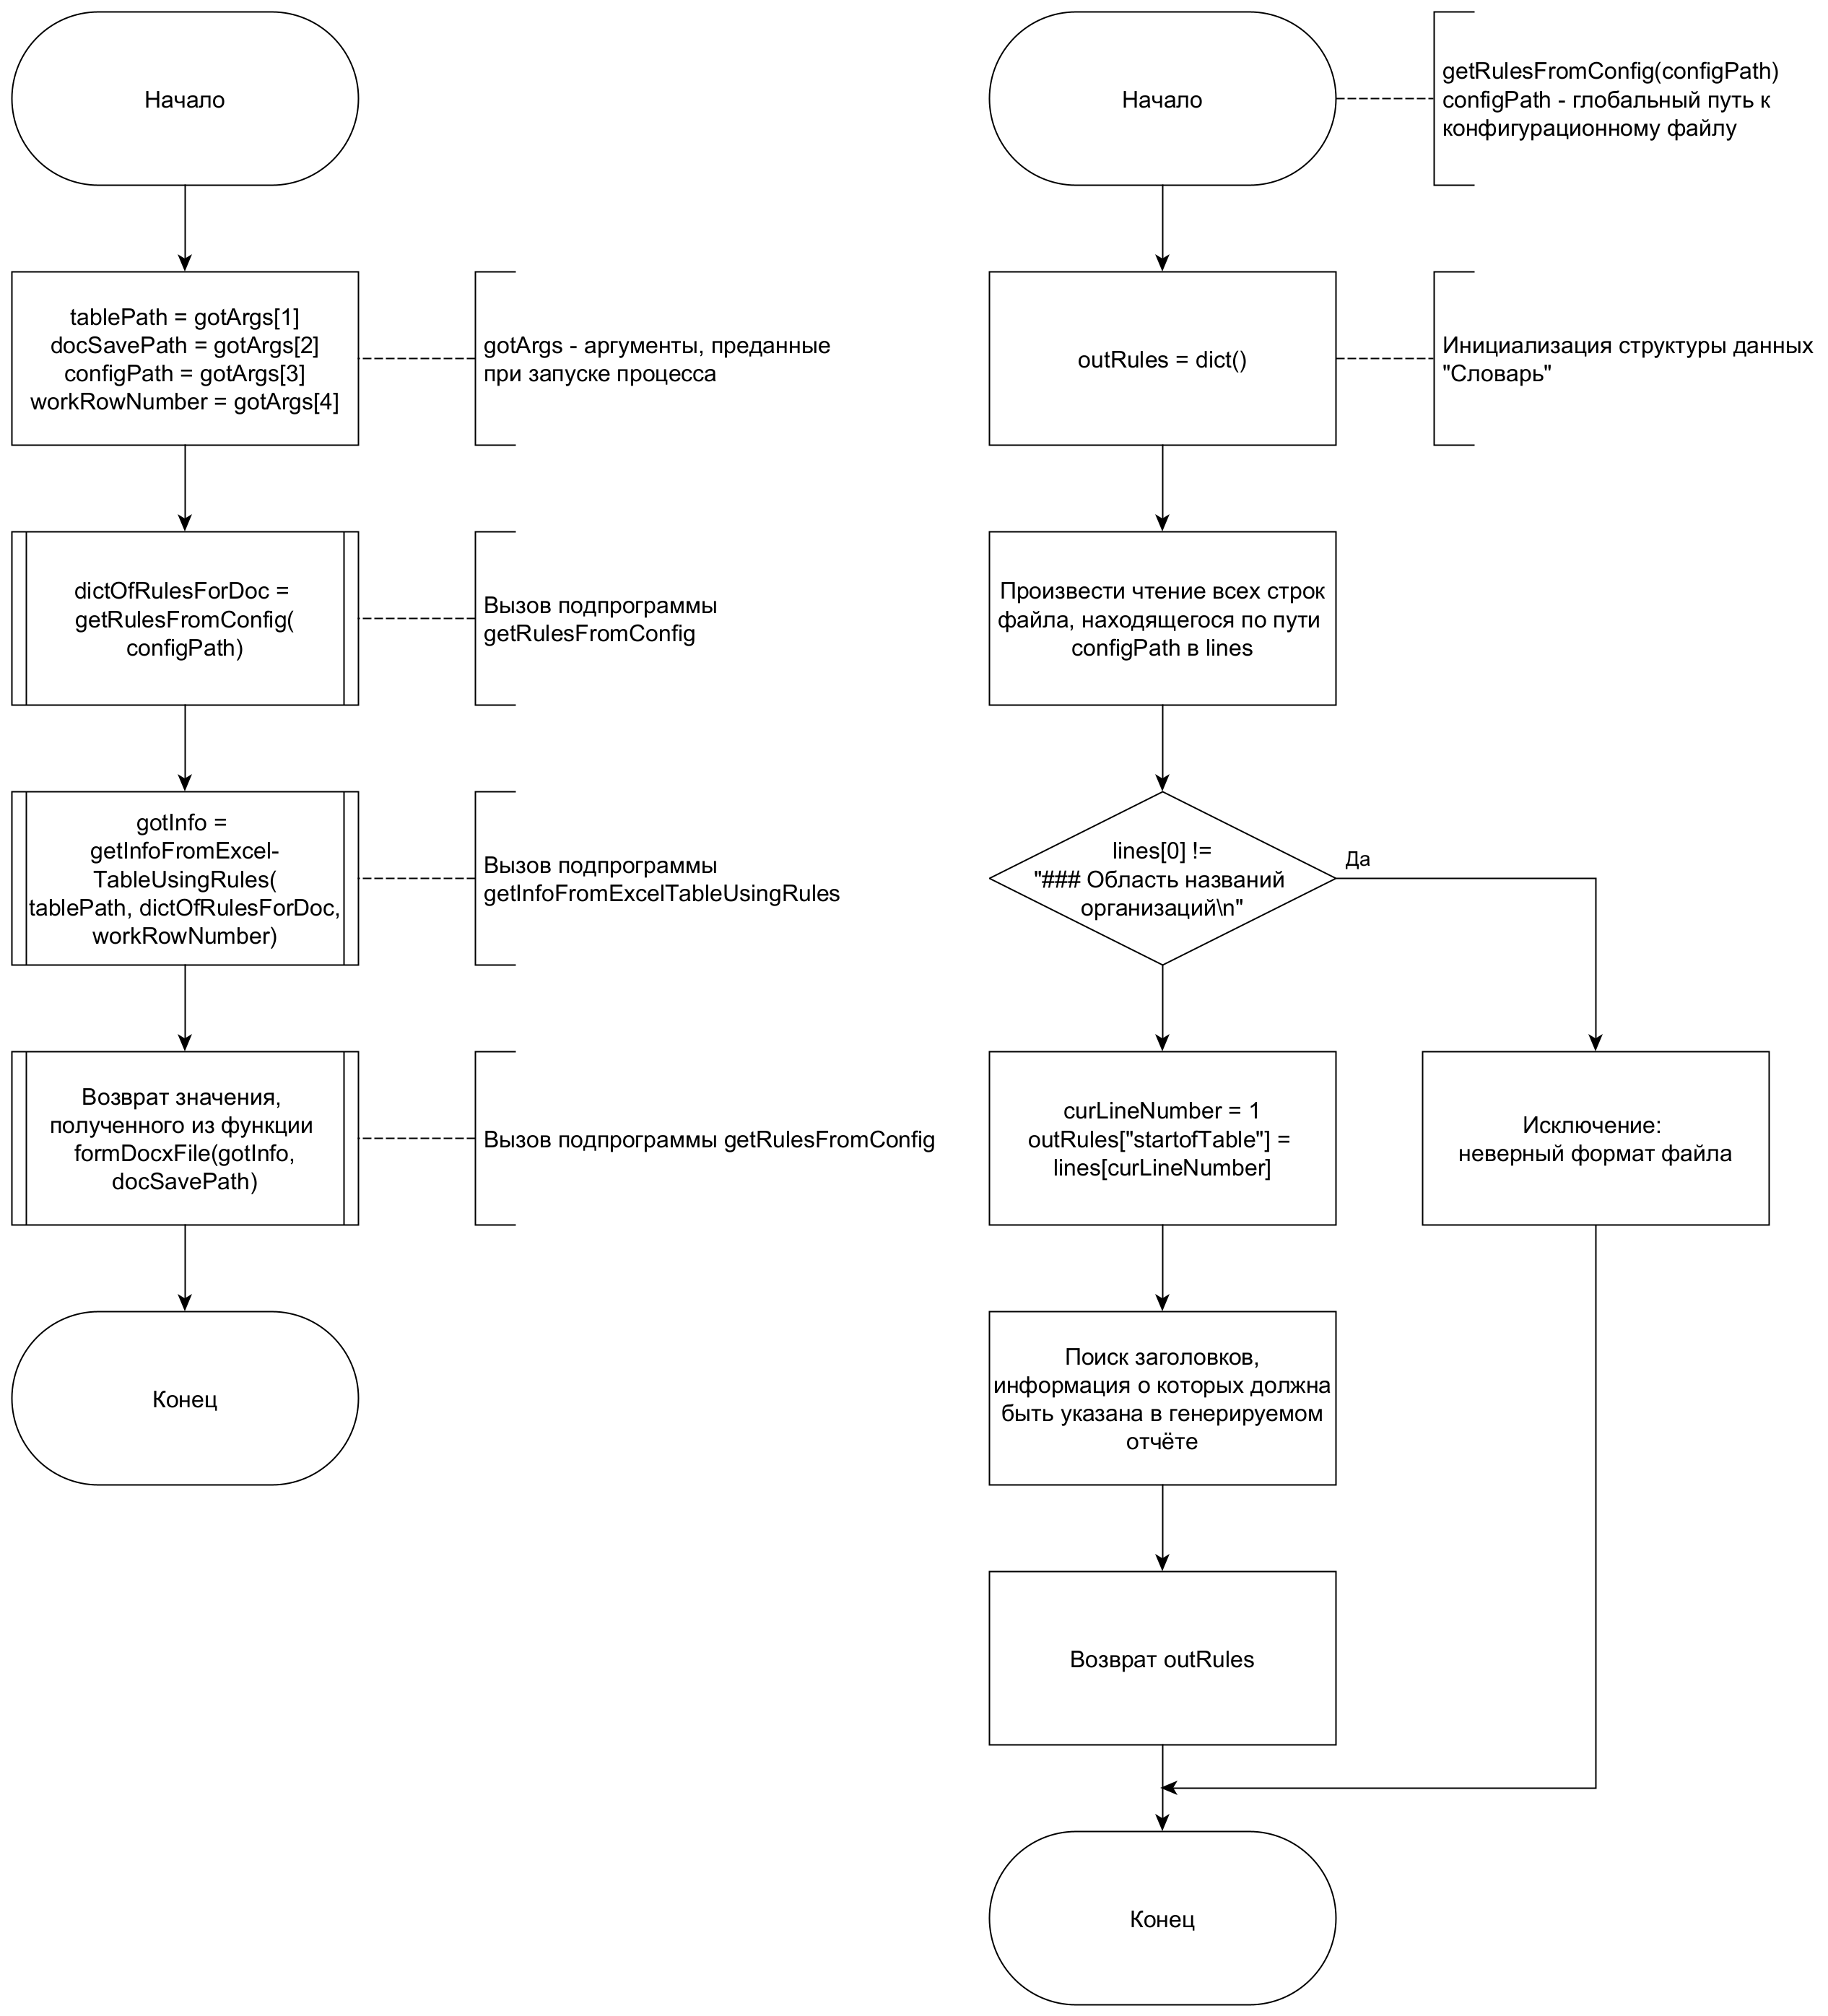 Начало
tablePath = gotArgs[1]
docSavePath = gotArgs[2]
configPath = gotArgs[3]
workRowNumber = gotArgs[4]
gotArgs - аргументы, преданные
при запуске процесса
dictOfRulesForDoc =
getRulesFromConfig(
configPath)
Вызов подпрограммы
getRulesFromConfig
gotInfo =
getInfoFromExcel-
TableUsingRules(
tablePath, dictOfRulesForDoc,
workRowNumber)
Вызов подпрограммы
getInfoFromExcelTableUsingRules
Возврат значения,
полученного из функции
formDocxFile(gotInfo,
docSavePath)
Вызов подпрограммы getRulesFromConfig
Конец
Начало
getRulesFromConfig(configPath)
configPath - глобальный путь к
конфигурационному файлу
outRules = dict()
Инициализация структуры данных
"Словарь"
Произвести чтение всех строк
файла, находящегося по пути
configPath в lines
lines[0] !=
"### Область названий
организаций\n"
Да
curLineNumber = 1
outRules["startofTable"] =
lines[curLineNumber]
Исключение:
неверный формат файла
Поиск заголовков,
информация о которых должна
быть указана в генерируемом
отчёте
Возврат outRules
Конец